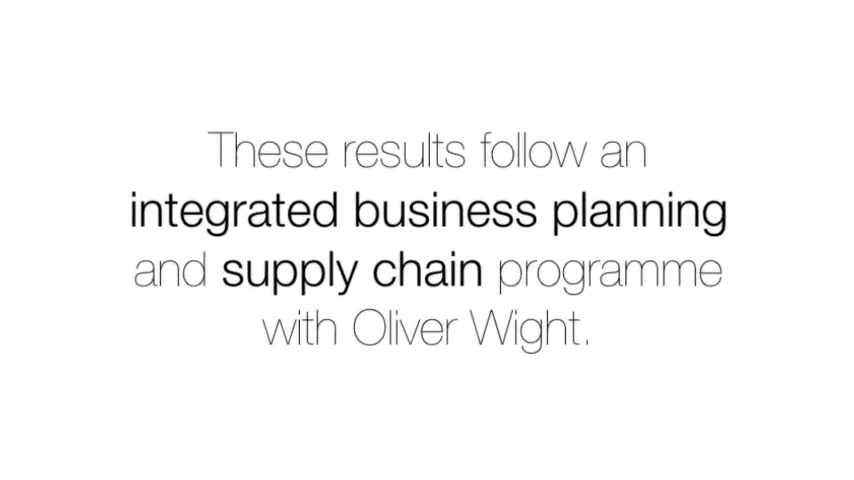 These results follow an
integrated business planning
and supply chain programme
with Oliver Wight.